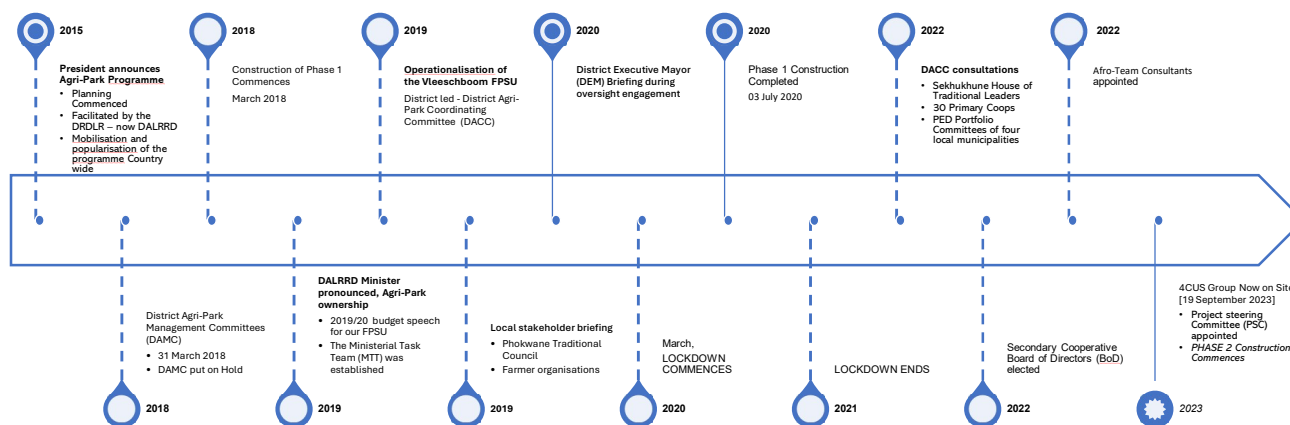 2015
President announces
Agri-Park Programme
• Planning
Commenced
• Facilitated by the
DRDLR – now DALRRD
• Mobilisation and
popularisation of the
programme Country
wide
2018
Construction of Phase 1
Commences
March 2018
2019
Operationalisation of
the Vleeschboom FPSU
District led - District Agri-
Park Coordinating
Committee (DACC)
2020
District Executive Mayor
(DEM) Briefing during
oversight engagement
2020
Phase 1 Construction
Completed
03 July 2020
2022
DACC consultations
• Sekhukhune House of
Traditional Leaders
• 30 Primary Coops
• PED Portfolio
Committees of four
local municipalities
2022
Afro-Team Consultants
appointed
District Agri-Park
Management Committees
(DAMC)
• 31 March 2018
• DAMC put on Hold
2018
DALRRD Minister
pronounced, Agri-Park
ownership
• 2019/20 budget speech
for our FPSU
• The Ministerial Task
Team (MTT) was
established
2019
Local stakeholder briefing
• Phokwane Traditional
Council
• Farmer organisations
2019
March,
LOCKDOWN
COMMENCES
2020
LOCKDOWN ENDS
2021
Secondary Cooperative
Board of Directors (BoD)
elected
2022
4CUS Group Now on Site
[19 September 2023]
• Project steering
Committee (PSC)
appointed
• PHASE 2 Construction
Commences
2023